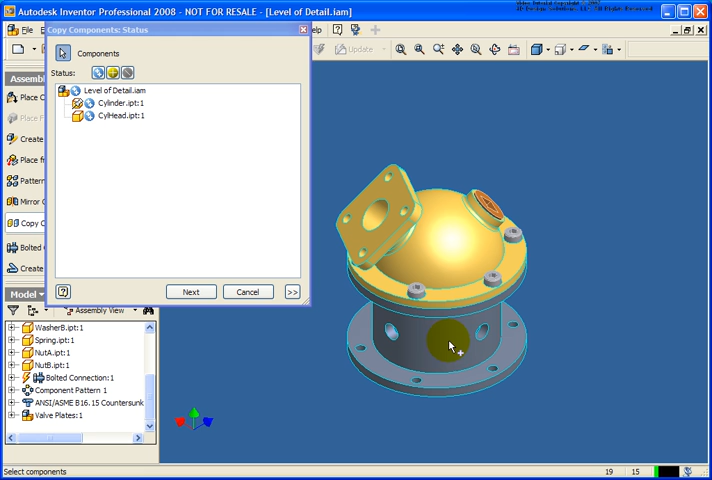 Autodesk Inventor Professional 2008 - NOT FOR RESALE - [Level of Detail.iam]
File
elp
Copy Components: Status
Update
Components
Status:
Level of Detail.iam
Cylinder.ipt:1
CylHead.ipt:1
Assemb
Place C
Place F
Create
Place fr
Pattern
Mirror C
Copy C
Bolted
Create
Next
Cancel
>>
Model
Assembly View
WasherB.ipt:1
Spring.ipt:1
NutA.ipt:1
NutB.ipt:1
Bolted Connection:1
Component Pattern 1
ANSI/ASME B16.15 Countersunk
Valve Plates:1
Select components
19
15